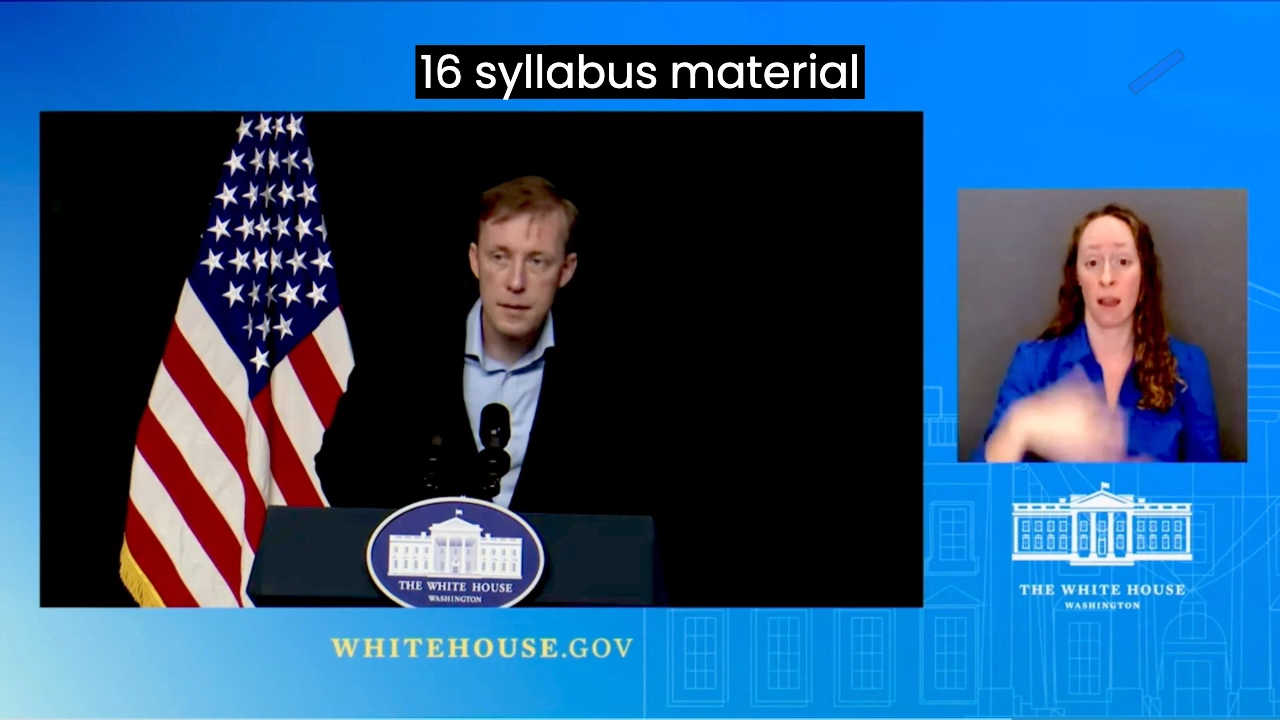 16 syllabus material
THE WHITE HOUSE
WASHINGTON
THE WHITE HOUSE
WASHINGTON
WHITEHOUSE.GOV